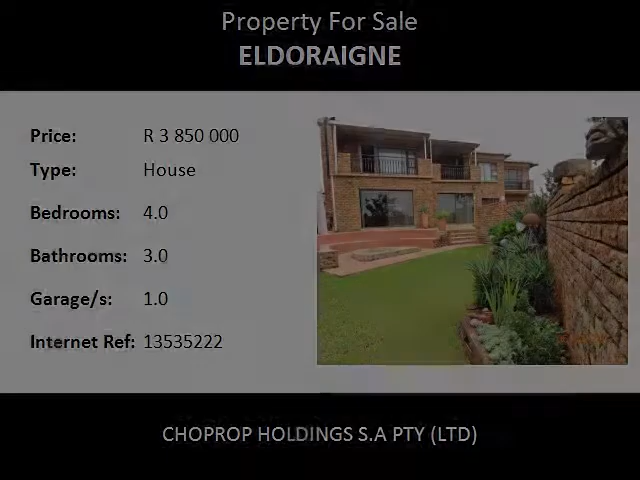 Property For Sale
ELDORAIGNE
Price: R 3 850 000
Type: House
Bedrooms: 4.0
Bathrooms: 3.0
Garage/s: 1.0
Internet Ref: 13535222
CHOPROP HOLDINGS S.A PTY (LTD)